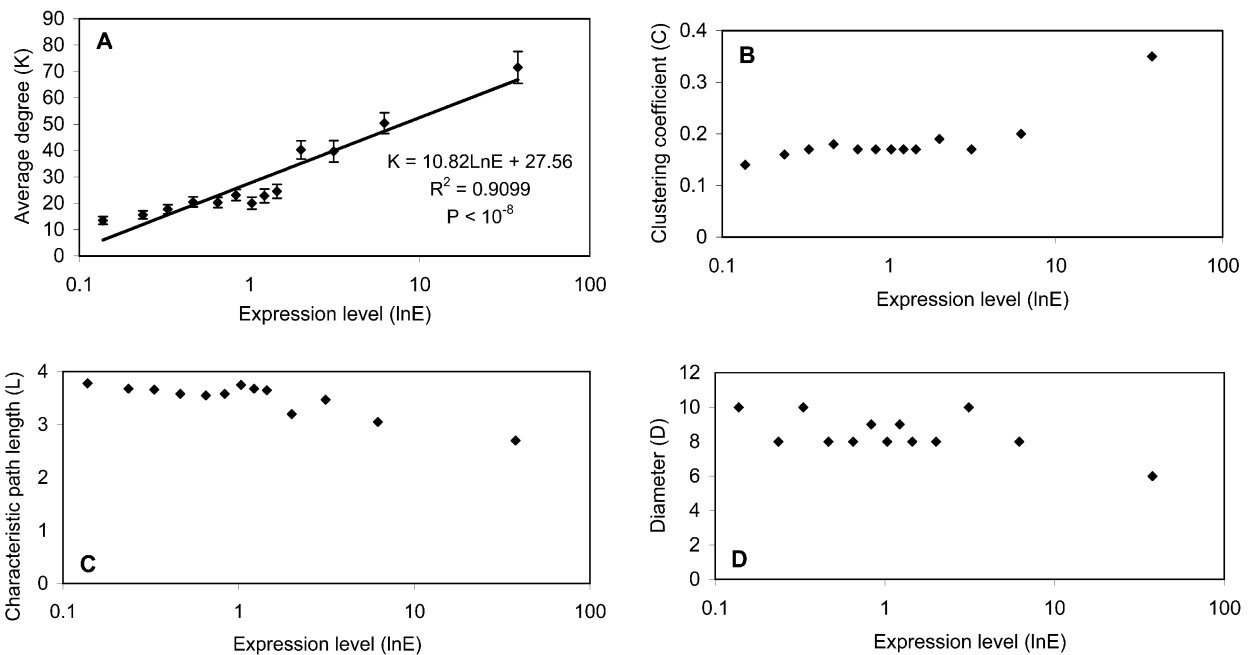 A
90
80
70
60
50
40
30
20
10
0
Average degree (K)
K = 10.82LnE + 27.56
R² = 0.9099
P < 10⁻⁸
0.1 1 10 100
Expression level (lnE)
B
0.4
0.3
0.2
0.1
0
Clustering coefficient (C)
0.1 1 10 100
Expression level (lnE)
4
3
2
1
0
Characteristic path length (L)
C
0.1 1 10 100
Expression level (lnE)
12
10
8
6
4
2
0
Diameter (D)
D
0.1 1 10 100
Expression level (lnE)